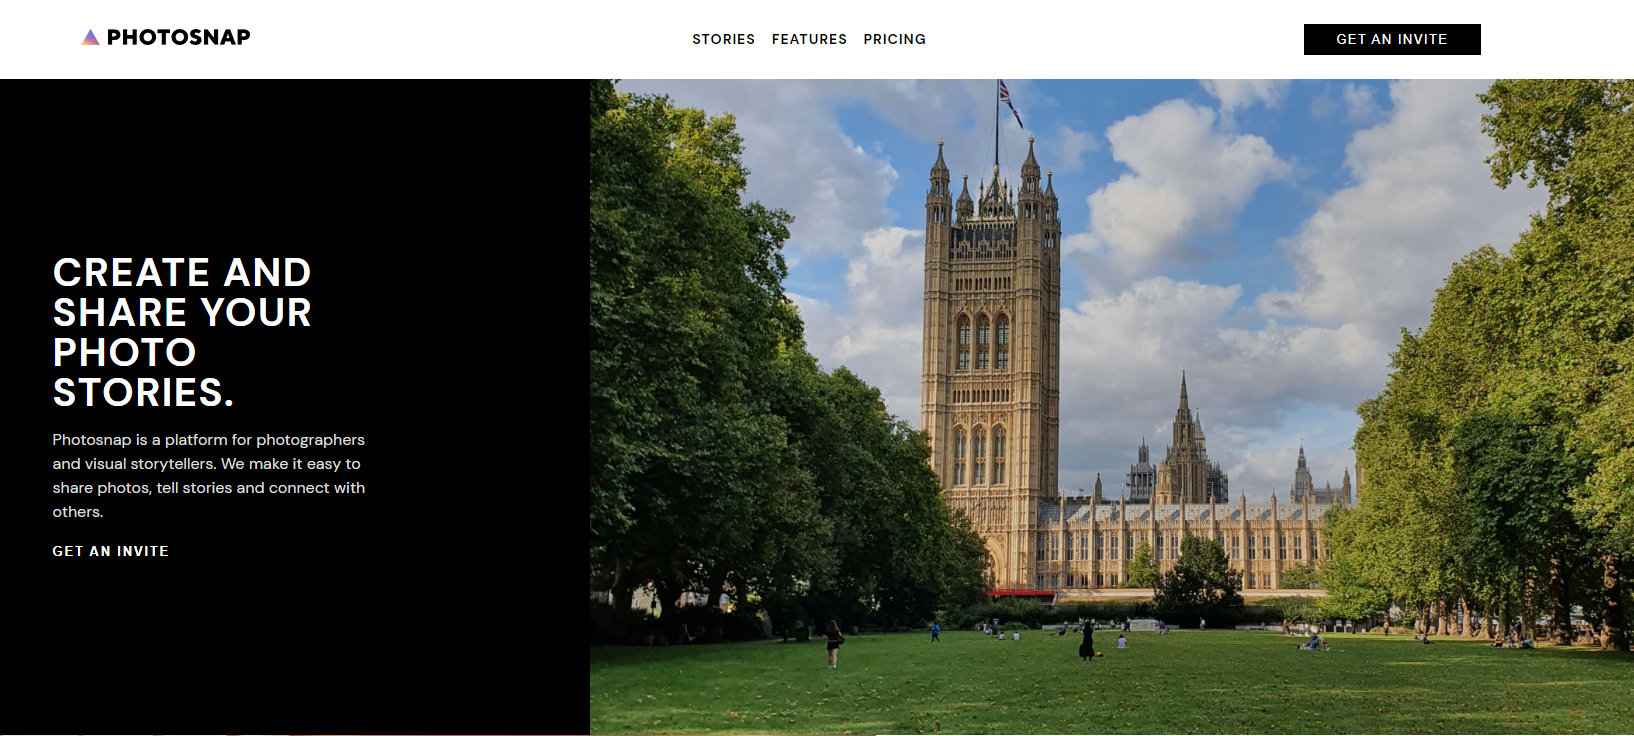 PHOTOSNAP
STORIES FEATURES PRICING
GET AN INVITE
CREATE AND
SHARE YOUR
PHOTO
STORIES.
Photosnap is a platform for photographers
and visual storytellers. We make it easy to
share photos, tell stories and connect with
others.
GET AN INVITE